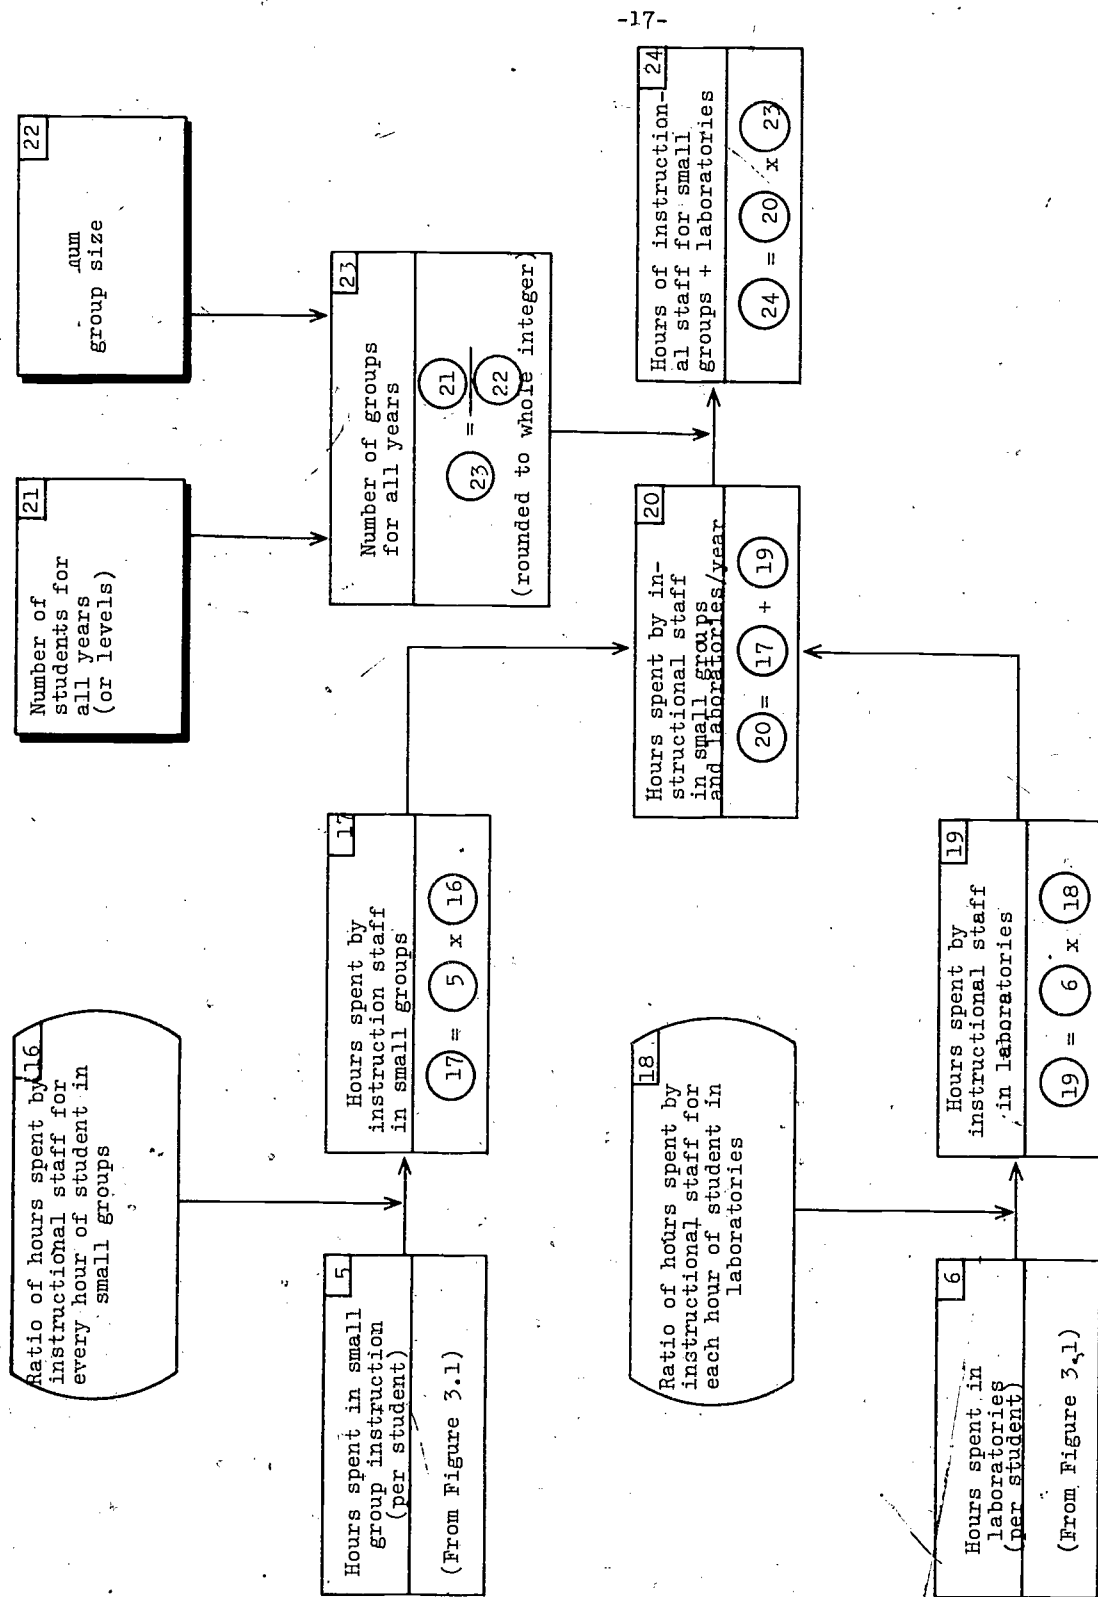 -17-
16
Ratio of hours spent by
instructional staff for
every hour of student in
small groups
5
Hours spent in small
group instruction
(per student)
(From Figure 3.1)
17
Hours spent by
instruction staff
in small groups
17 = 5 x 16
21
Number of
students for
all years
(or levels)
22
group size
23
Number of groups
for all years
23 = 21
22
(rounded to whole integer)
18
Ratio of hours spent by
instructional staff for
each hour of student in
laboratories
6
Hours spent in
laboratories
(per student)
(From Figure 3.1)
19
Hours spent by
instructional staff
in laboratories
19 = 6 x 18
20
Hours spent by in-
structional staff
in small groups
and laboratories/year
20 = 17 + 19
24
Hours of instruction-
al staff for small
groups + laboratories
24 = 20 x 23